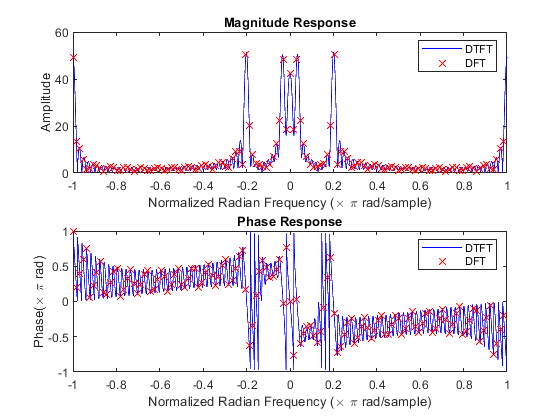 Magnitude Response
60
40
20
0
Amplitude
DTFT
DFT
-1 -0.8 -0.6 -0.4 -0.2 0 0.2 0.4 0.6 0.8 1
Normalized Radian Frequency (× π rad/sample)
Phase Response
1
0.5
0
-0.5
-1
Phase(× π rad)
DTFT
DFT
-1 -0.8 -0.6 -0.4 -0.2 0 0.2 0.4 0.6 0.8 1
Normalized Radian Frequency (× π rad/sample)